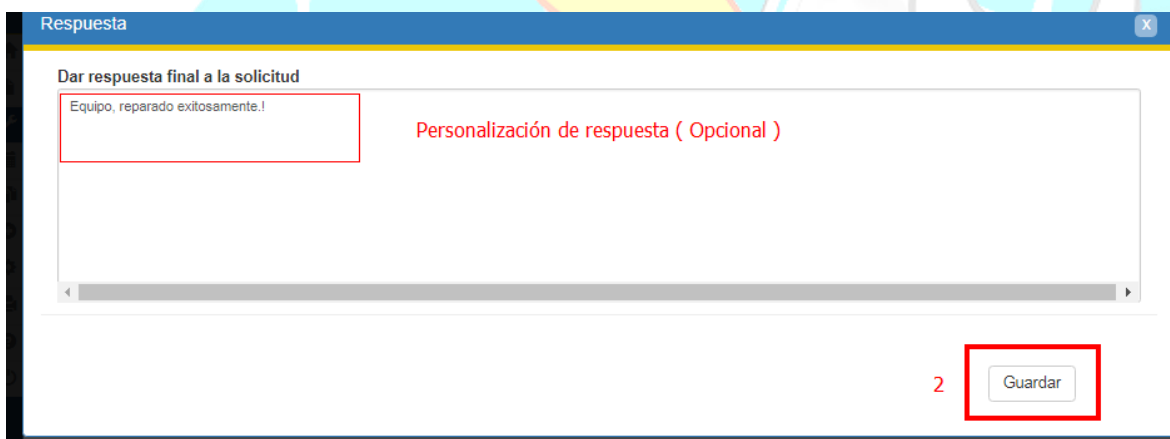 Respuesta
X
Dar respuesta final a la solicitud
Equipo, reparado exitosamente.!
Personalización de respuesta ( Opcional )
2
Guardar